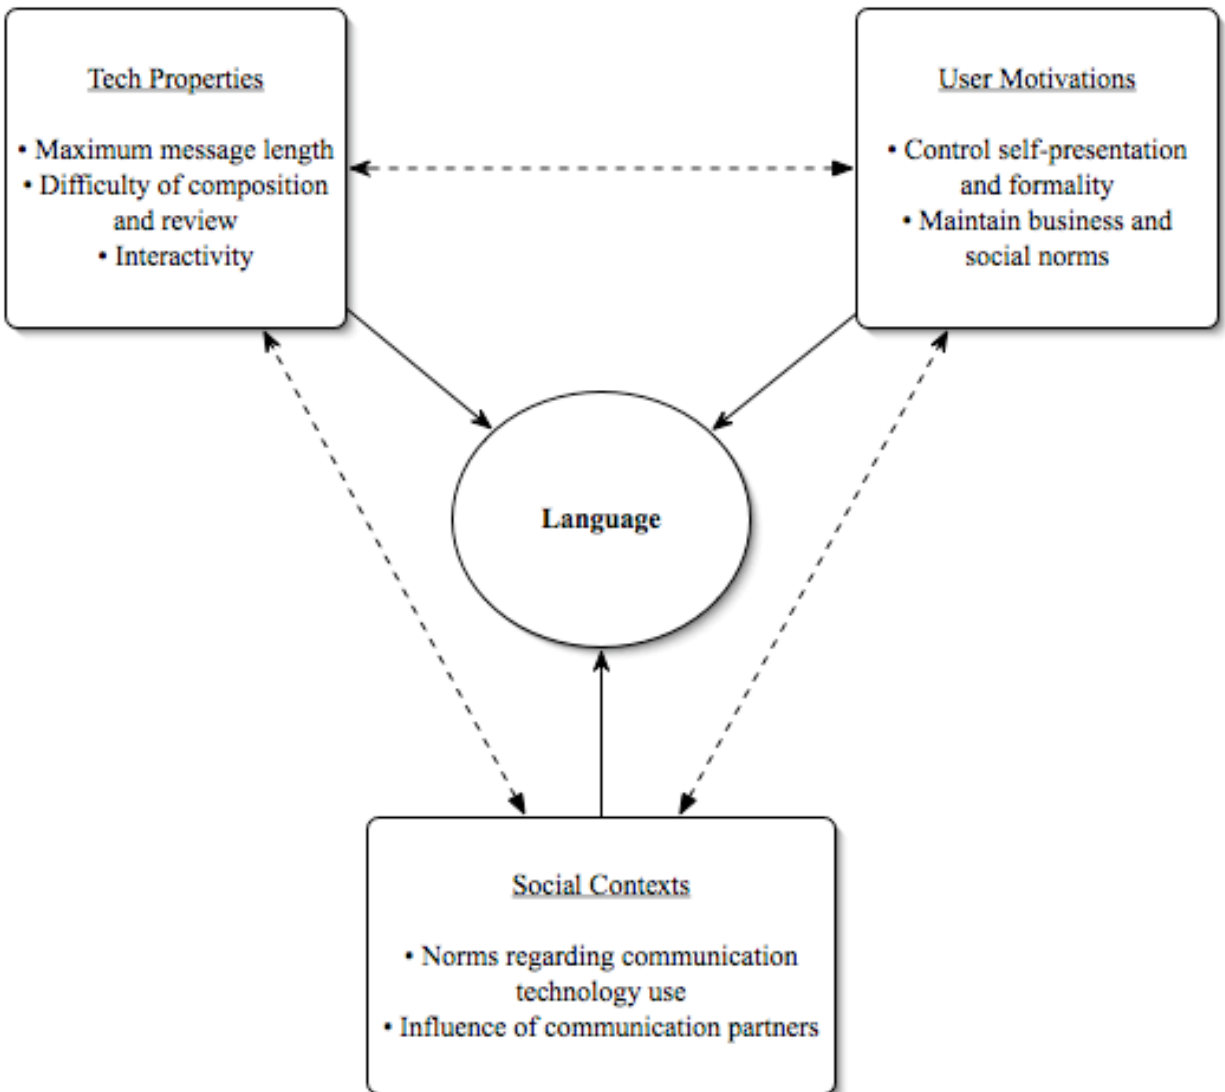 Tech Properties
• Maximum message length
• Difficulty of composition
and review
• Interactivity
User Motivations
• Control self-presentation
and formality
• Maintain business and
social norms
Language
Social Contexts
• Norms regarding communication
technology use
• Influence of communication partners